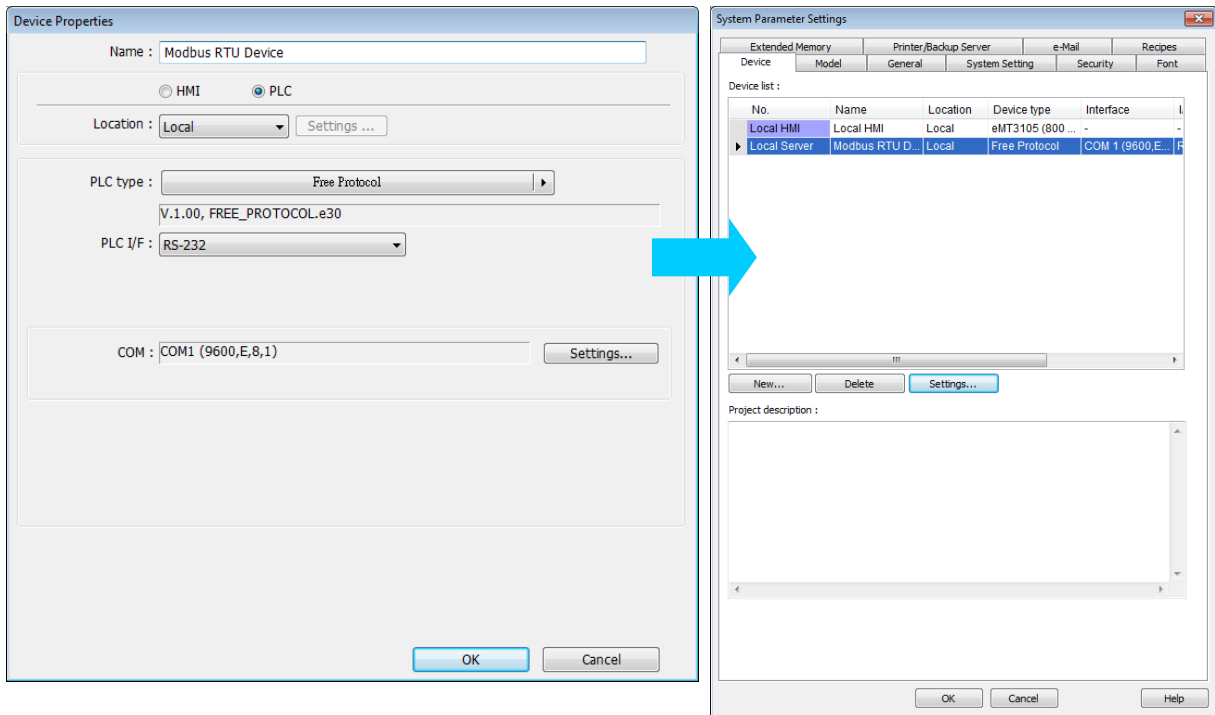 Device Properties
Name : Modbus RTU Device
HMI PLC
Location : Local Settings ...
PLC type : Free Protocol
V.1.00, FREE_PROTOCOL.e30
PLC I/F : RS-232
COM : COM1 (9600,E,8,1) Settings...
OK Cancel
System Parameter Settings
Extended Memory Printer/Backup Server e-Mail Recipes
Device Model General System Setting Security Font
Device list :
No. Name Location Device type Interface
Local HMI Local HMI Local eMT3105 (800 ... - -
Local Server Modbus RTU D... Local Free Protocol COM 1 (9600,E...
New... Delete Settings...
Project description :
OK Cancel Help